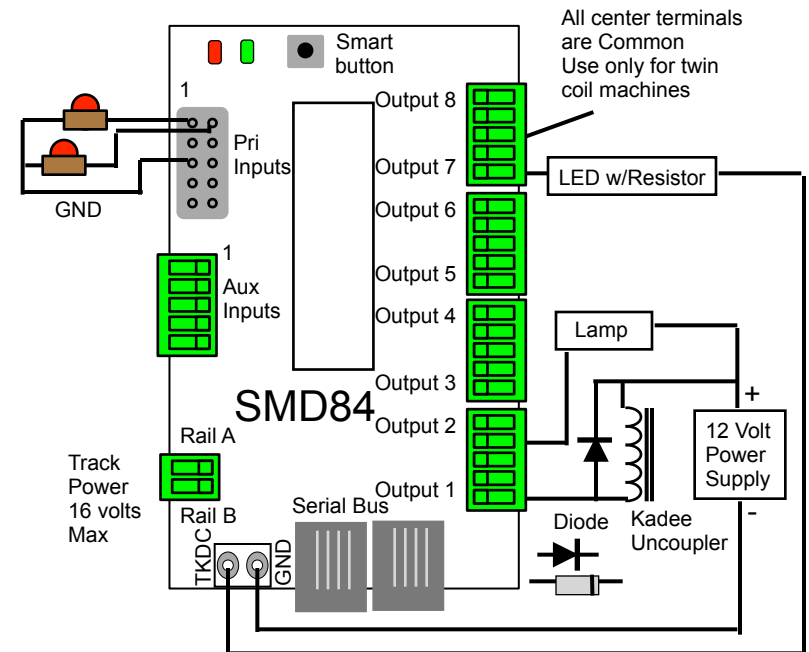 All center terminals
are Common
Use only for twin
coil machines
Smart
button
1
Output 8
Pri
Inputs
Output 7
LED w/Resistor
GND
Output 6
1
Aux
Inputs
Output 5
Output 4
Lamp
Output 3
SMD84
Output 2
+
12 Volt
Power
Supply
-
Rail A
Track
Power
16 volts
Max
Rail B
Output 1
Serial Bus
Diode
Kadee
Uncoupler
TKDC
GND